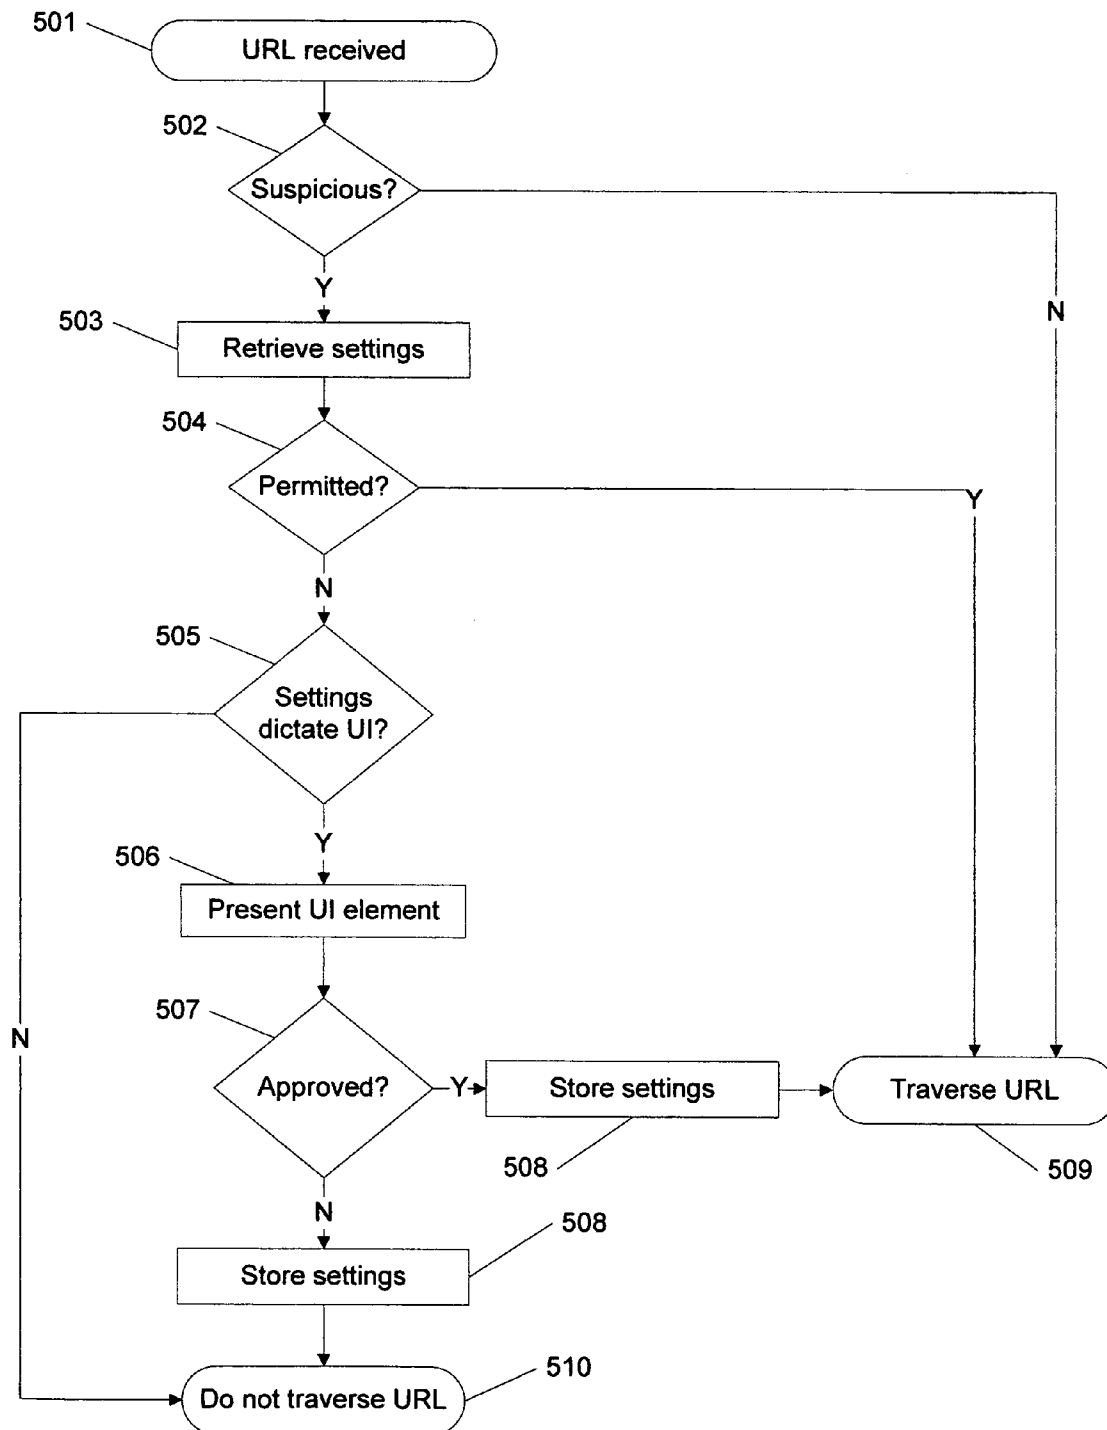 501
URL received
502
Suspicious?
Y
N
503
Retrieve settings
504
Permitted?
Y
N
505
Settings
dictate UI?
Y
506
Present UI element
N
507
Approved?
Y
Store settings
Traverse URL
508
509
N
508
Store settings
510
Do not traverse URL